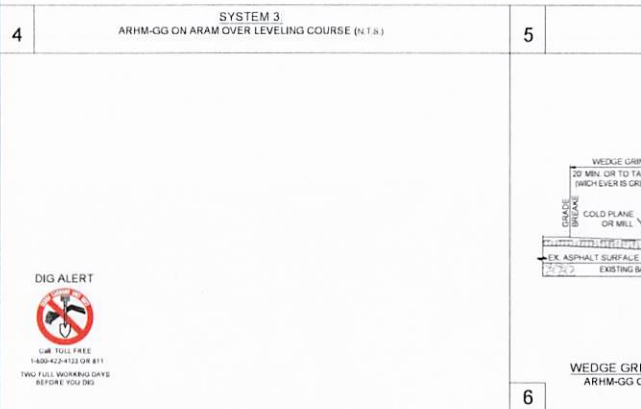 4
SYSTEM 3:
ARHM-GG ON ARAM OVER LEVELING COURSE (N.T.S.)
5
WEDGE GRIN
20' MIN. OR TO TA
(WICH EVER IS GRE
GRADE
BREAKE
COLD PLANE
OR MILL
EX. ASPHALT SURFACE
EXISTING BA
DIG ALERT
Call: TOLL FREE
1-800-422-4133 OR 811
TWO FULL WORKING DAYS
BEFORE YOU DIG
WEDGE GRI
ARHM-GG O
6